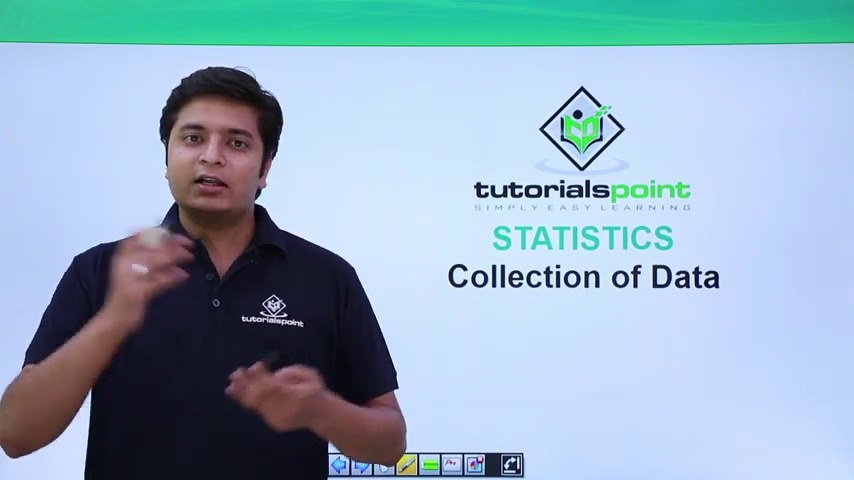 tutorialspoint
SIMPLY EASY LEARNING
STATISTICS
Collection of Data
tutorialspoint